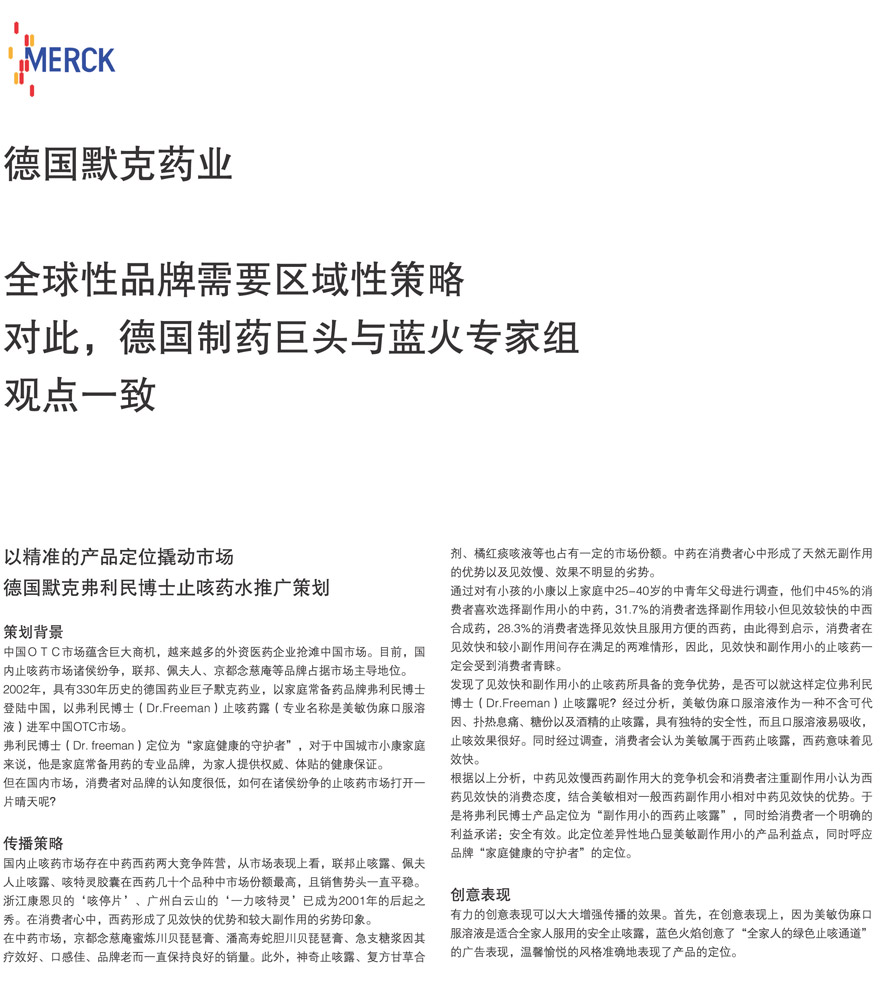 MERCK
德国默克药业
全球性品牌需要区域性策略
对此，德国制药巨头与蓝火专家组
观点一致
以精准的产品定位撬动市场
德国默克弗利民博士止咳药水推广策划
策划背景
中国ＯＴＣ市场蕴含巨大商机，越来越多的外资医药企业抢滩中国市场。目前，国
内止咳药市场诸侯纷争，联邦、佩夫人、京都念慈庵等品牌占据市场主导地位。
2002年，具有330年历史的德国药业巨子默克药业，以家庭常备药品牌弗利民博士
登陆中国，以弗利民博士（Dr.Freeman）止咳药露（专业名称是美敏伪麻口服溶
液）进军中国OTC市场。
弗利民博士（Dr. freeman）定位为“家庭健康的守护者”，对于中国城市小康家庭
来说，他是家庭常备用药的专业品牌，为家人提供权威、体贴的健康保证。
但在国内市场，消费者对品牌的认知度很低，如何在诸侯纷争的止咳药市场打开一
片晴天呢？
传播策略
国内止咳药市场存在中药西药两大竞争阵营，从市场表现上看，联邦止咳露、佩夫
人止咳露、咳特灵胶囊在西药几十个品种中市场份额最高，且销售势头一直平稳。
浙江康恩贝的‘咳停片’、广州白云山的‘一力咳特灵’已成为2001年的后起之
秀。在消费者心中，西药形成了见效快的优势和较大副作用的劣势印象。
在中药市场，京都念慈庵蜜炼川贝琵琶膏、潘高寿蛇胆川贝琵琶膏、急支糖浆因其
疗效好、口感佳、品牌老而一直保持良好的销量。此外，神奇止咳露、复方甘草合
剂、橘红痰咳液等也占有一定的市场份额。中药在消费者心中形成了天然无副作用
的优势以及见效慢、效果不明显的劣势。
通过对有小孩的小康以上家庭中25-40岁的中青年父母进行调查，他们中45%的消
费者喜欢选择副作用小的中药，31.7%的消费者选择副作用较小但见效较快的中西
合成药，28.3%的消费者选择见效快且服用方便的西药，由此得到启示，消费者在
见效快和较小副作用间存在满足的两难情形，因此，见效快和副作用小的止咳药一
定会受到消费者青睐。
发现了见效快和副作用小的止咳药所具备的竞争优势，是否可以就这样定位弗利民
博士（Dr.Freeman）止咳露呢？经过分析，美敏伪麻口服溶液作为一种不含可代
因、扑热息痛、糖份以及酒精的止咳露，具有独特的安全性，而且口服溶液易吸收，
止咳效果很好。同时经过调查，消费者会认为美敏属于西药止咳露，西药意味着见
效快。
根据以上分析，中药见效慢西药副作用大的竞争机会和消费者注重副作用小认为西
药见效快的消费态度，结合美敏相对一般西药副作用小相对中药见效快的优势。于
是将弗利民博士产品定位为“副作用小的西药止咳露”，同时给消费者一个明确的
利益承诺：安全有效。此定位差异性地凸显美敏副作用小的产品利益点，同时呼应
品牌“家庭健康的守护者”的定位。
创意表现
有力的创意表现可以大大增强传播的效果。首先，在创意表现上，因为美敏伪麻口
服溶液是适合全家人服用的安全止咳露，蓝色火焰创意了“全家人的绿色止咳通道”
的广告表现，温馨愉悦的风格准确地表现了产品的定位。